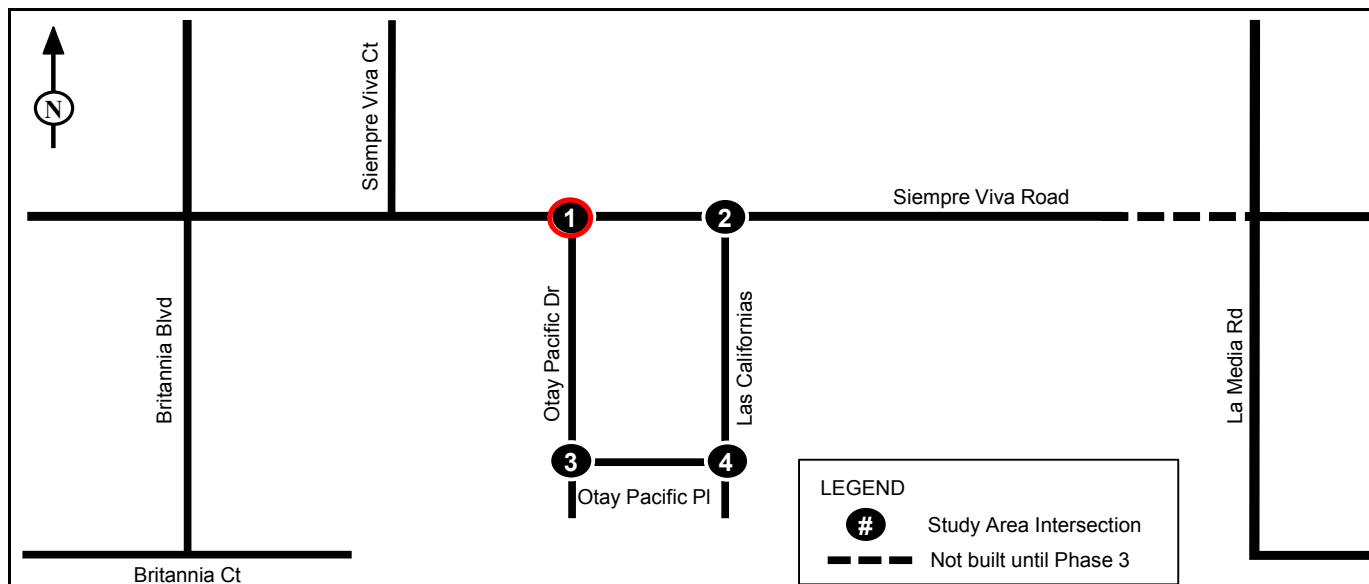 N
Siempre Viva Ct
Siempre Viva Road
1
2
Britannia Blvd
Otay Pacific Dr
Las Californias
La Media Rd
3
4
Otay Pacific Pl
Britannia Ct
LEGEND
# Study Area Intersection
Not built until Phase 3